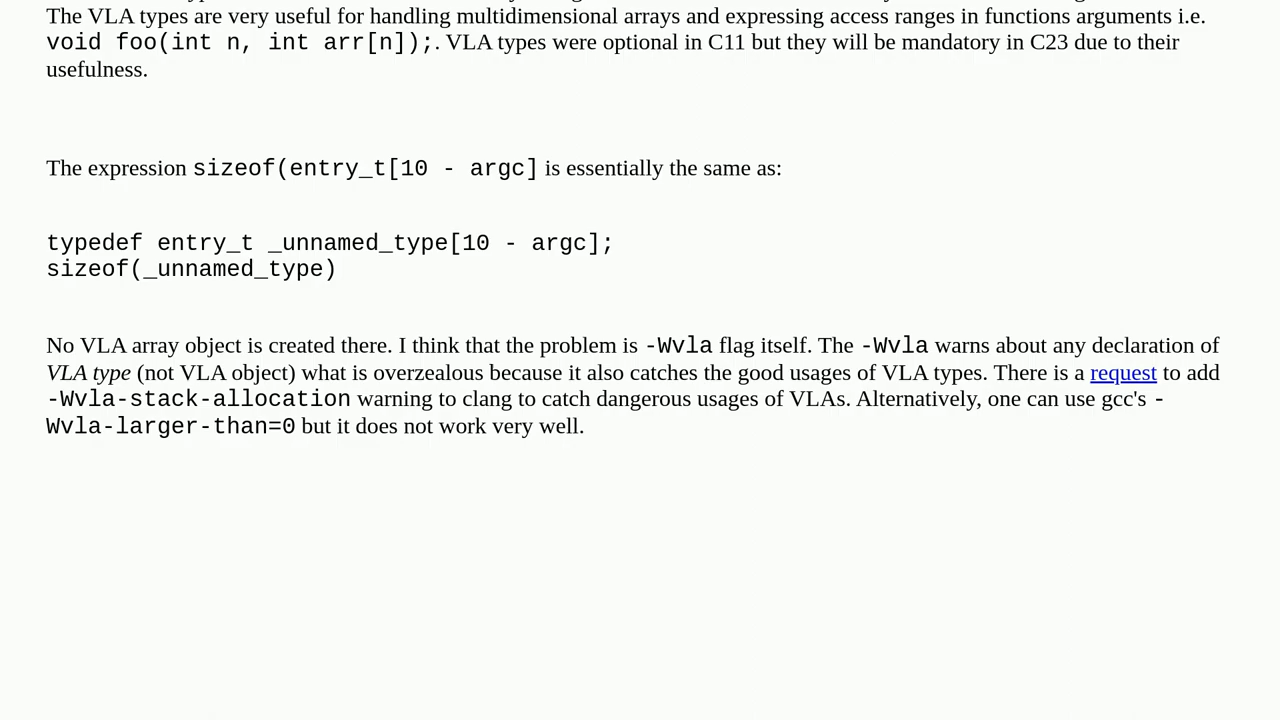 The VLA types are very useful for handling multidimensional arrays and expressing access ranges in functions arguments i.e.
void foo(int n, int arr[n]);. VLA types were optional in C11 but they will be mandatory in C23 due to their
usefulness.
The expression sizeof(entry_t[10 - argc] is essentially the same as:
typedef entry_t _unnamed_type[10 - argc];
sizeof(_unnamed_type)
No VLA array object is created there. I think that the problem is -Wvla flag itself. The -Wvla warns about any declaration of
VLA type (not VLA object) what is overzealous because it also catches the good usages of VLA types. There is a request to add
-Wvla-stack-allocation warning to clang to catch dangerous usages of VLAs. Alternatively, one can use gcc's -
Wvla-larger-than=0 but it does not work very well.